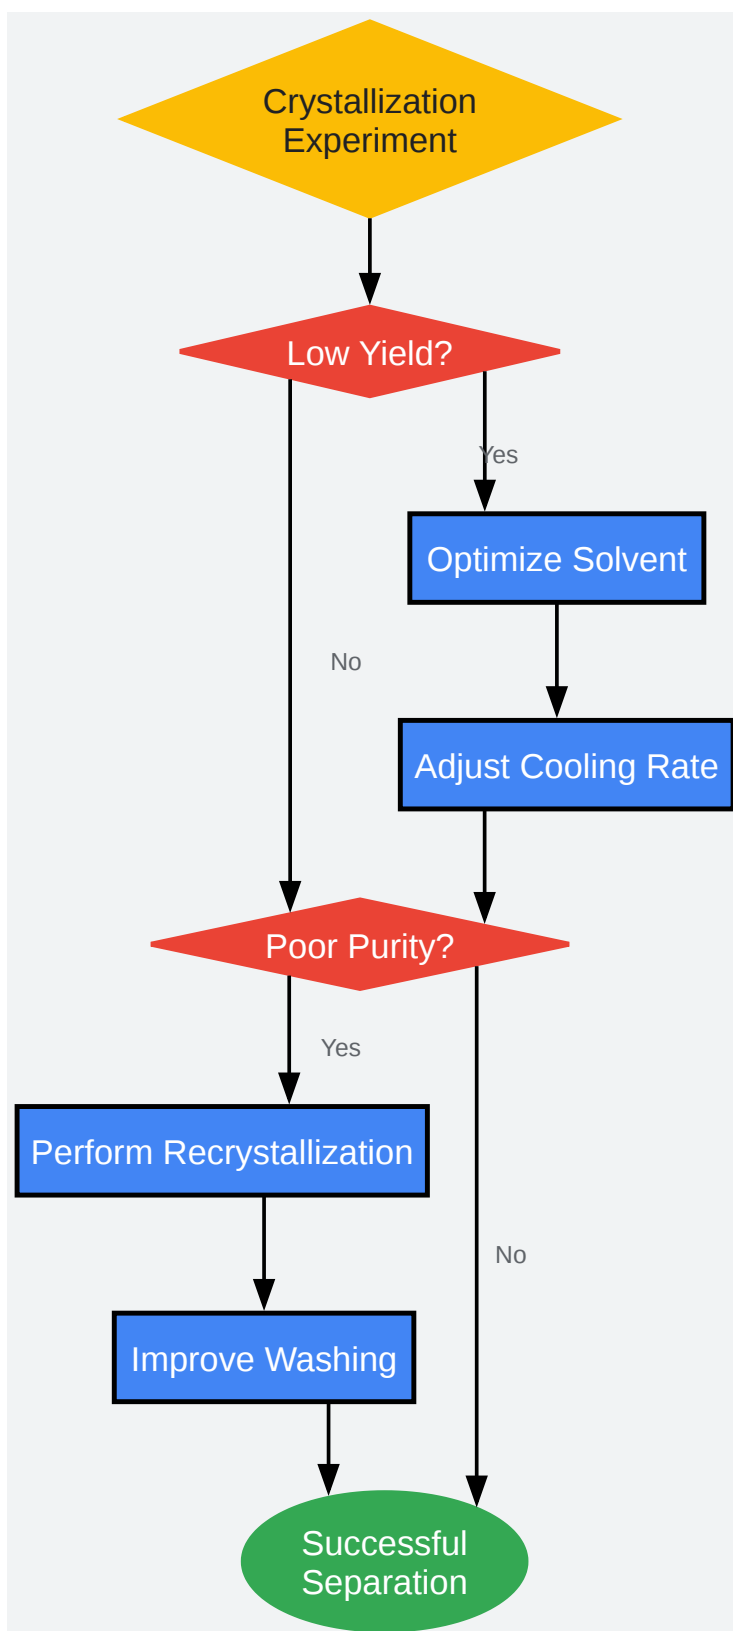 Crystallization
Experiment
Low Yield?
Yes
Optimize Solvent
No
Adjust Cooling Rate
Poor Purity?
Yes
Perform Recrystallization
No
Improve Washing
Successful
Separation